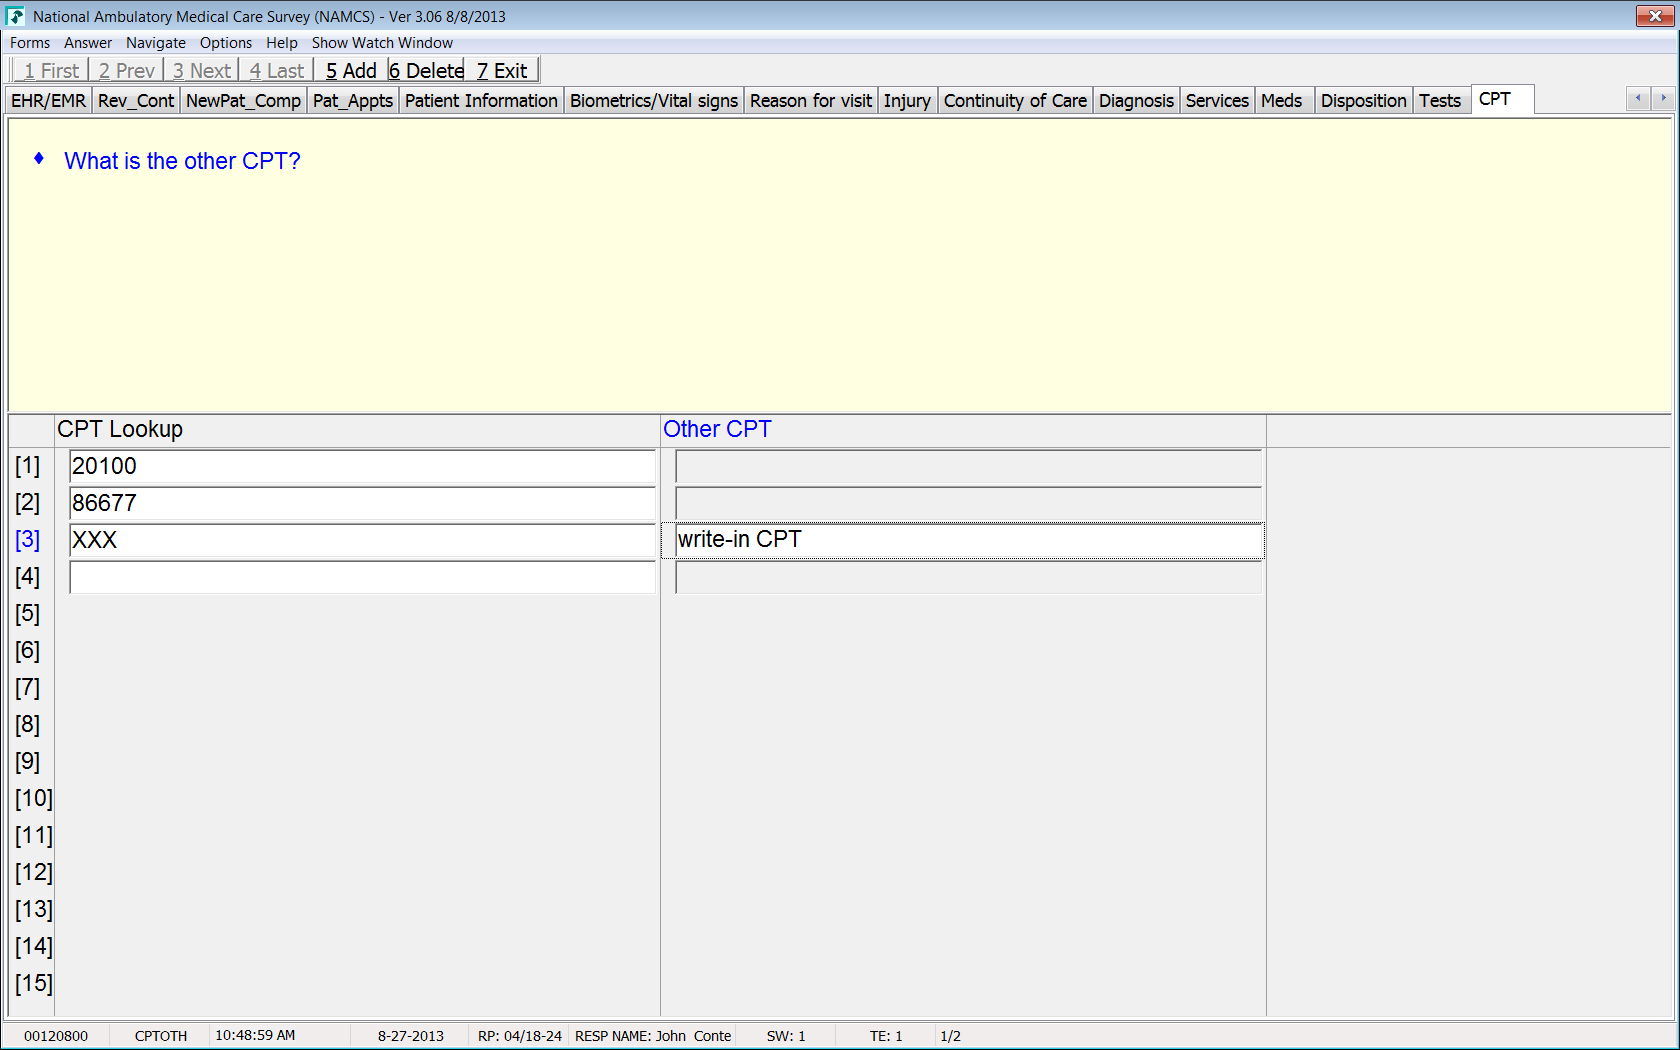 National Ambulatory Medical Care Survey (NAMCS) - Ver 3.06 8/8/2013
Forms Answer Navigate Options Help Show Watch Window
1 First 2 Prev 3 Next 4 Last 5 Add 6 Delete 7 Exit
EHR/EMR Rev_Cont NewPat_Comp Pat_Appts Patient Information Biometrics/Vital signs Reason for visit Injury Continuity of Care Diagnosis Services Meds Disposition Tests CPT
♦ What is the other CPT?
CPT Lookup Other CPT
[1] 20100
[2] 86677
[3] XXX write-in CPT
[4]
[5]
[6]
[7]
[8]
[9]
[10]
[11]
[12]
[13]
[14]
[15]
00120800 CPTOTH 10:48:59 AM 8-27-2013 RP: 04/18-24 RESP NAME: John Conte SW: 1 TE: 1 1/2